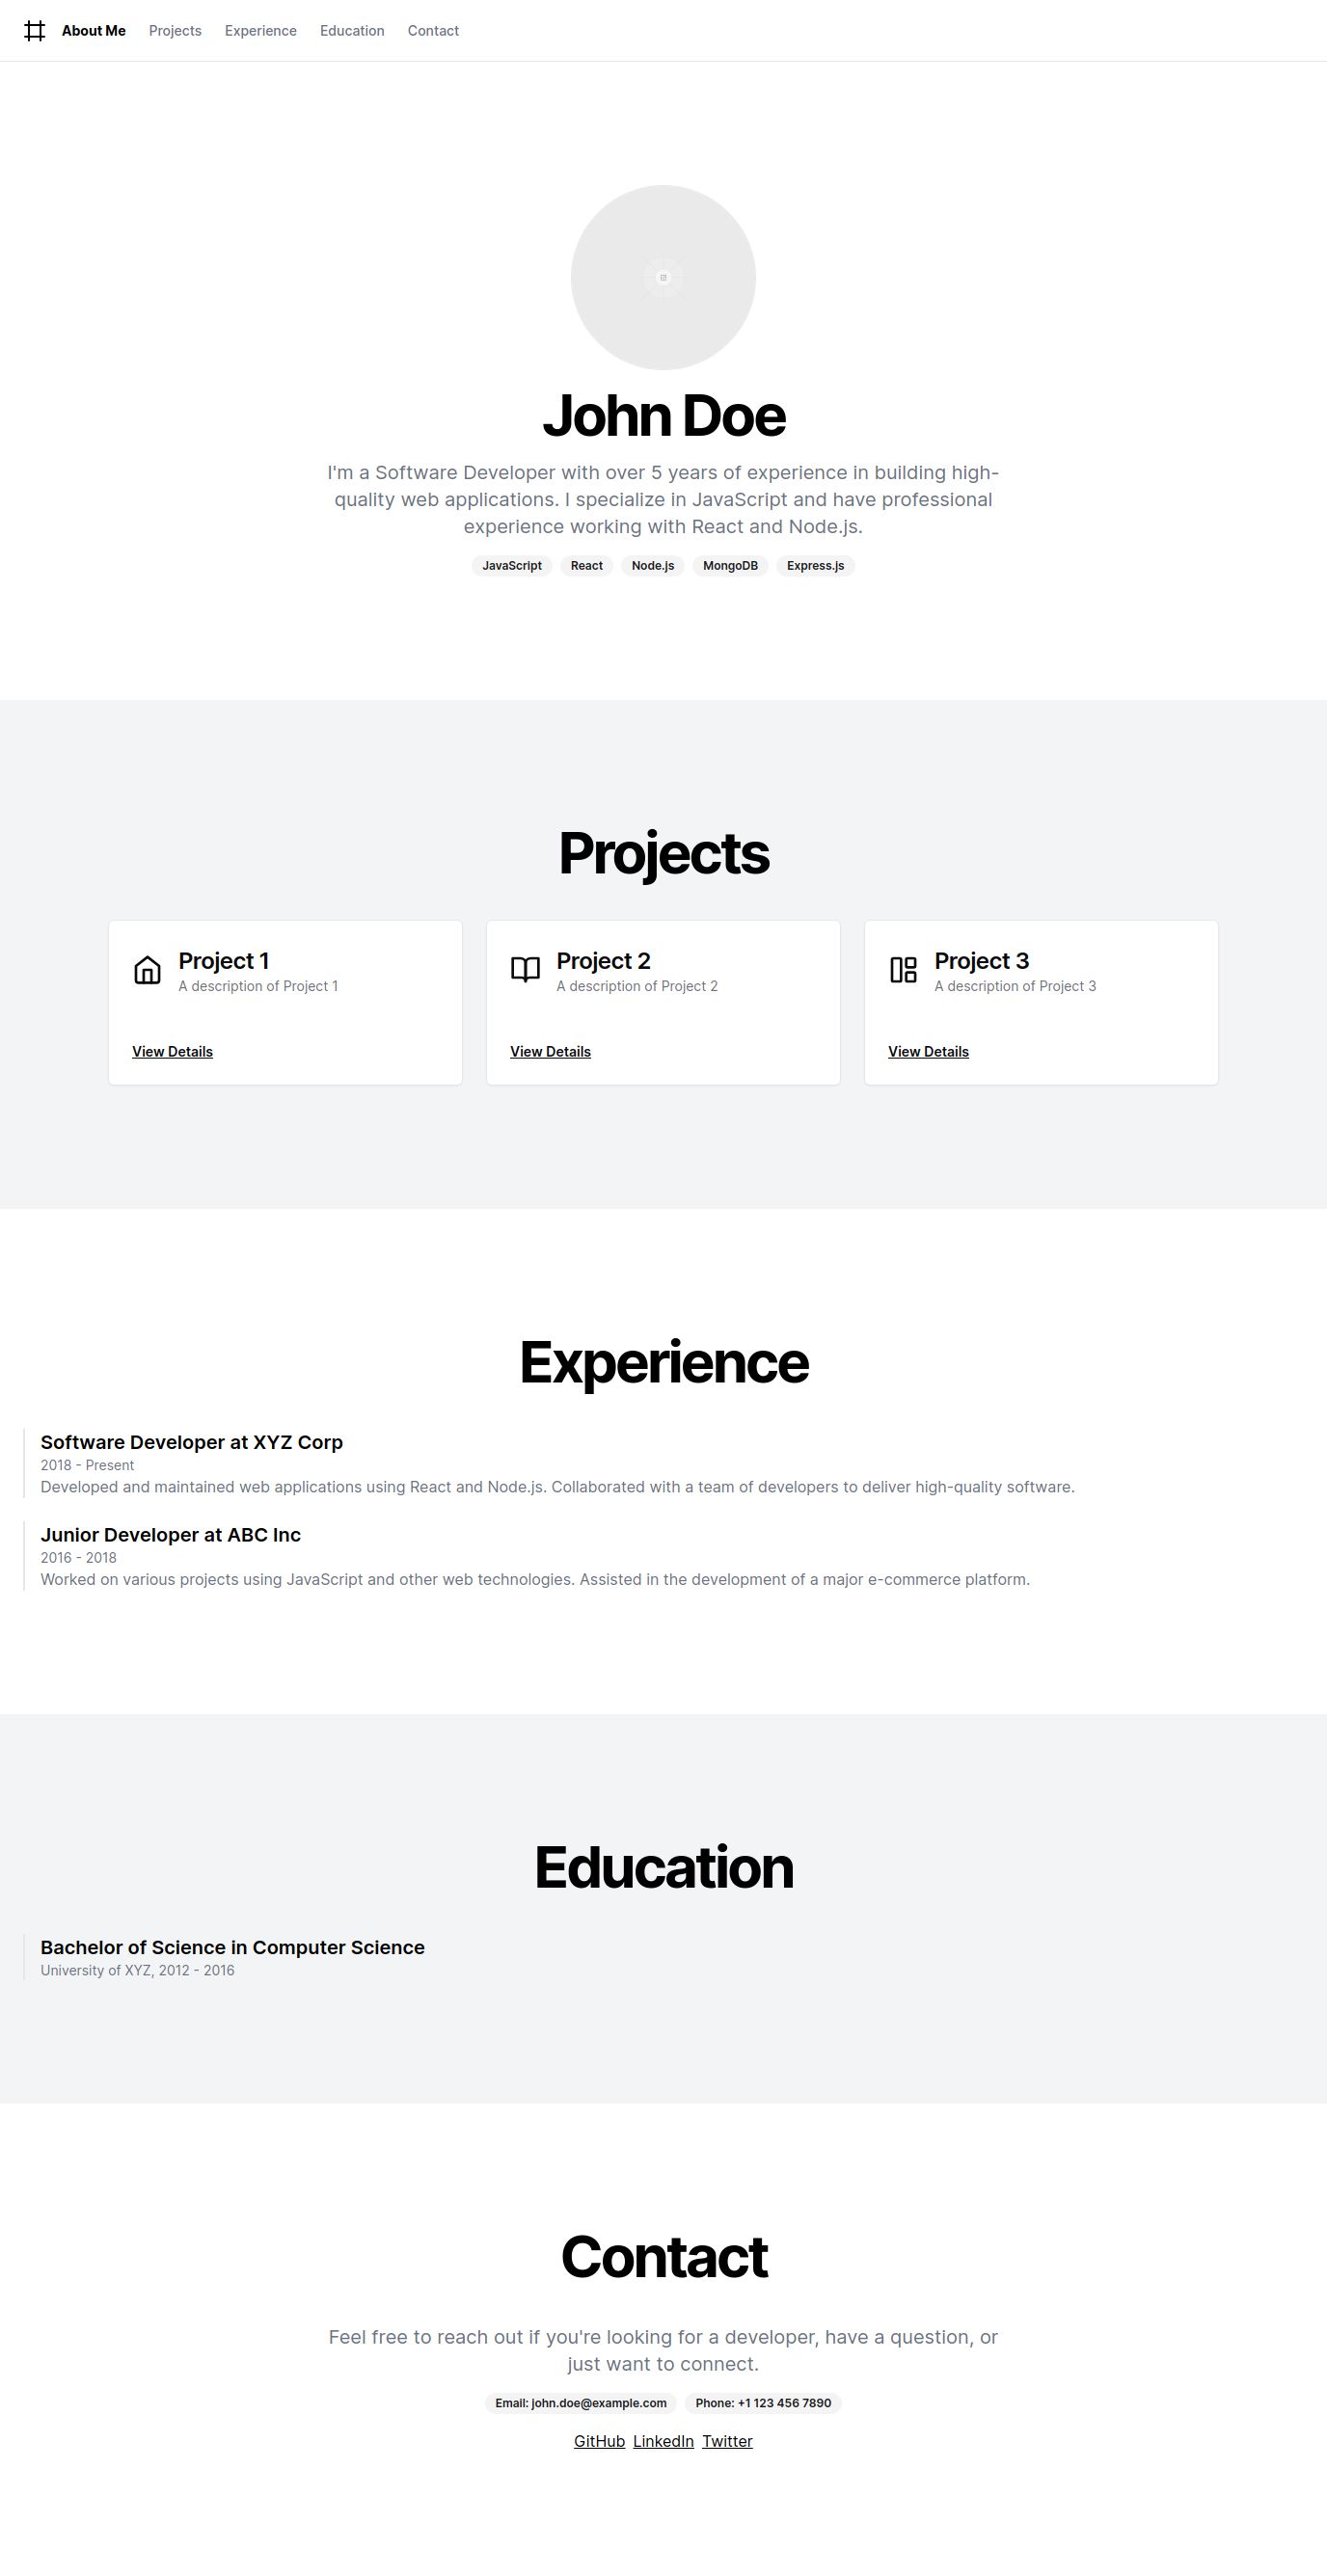 About Me Projects Experience Education Contact
John Doe
I'm a Software Developer with over 5 years of experience in building high-
quality web applications. I specialize in JavaScript and have professional
experience working with React and Node.js.
JavaScript React Node.js MongoDB Express.js
Projects
Project 1
A description of Project 1
View Details
Project 2
A description of Project 2
View Details
Project 3
A description of Project 3
View Details
Experience
Software Developer at XYZ Corp
2018 - Present
Developed and maintained web applications using React and Node.js. Collaborated with a team of developers to deliver high-quality software.
Junior Developer at ABC Inc
2016 - 2018
Worked on various projects using JavaScript and other web technologies. Assisted in the development of a major e-commerce platform.
Education
Bachelor of Science in Computer Science
University of XYZ, 2012 - 2016
Contact
Feel free to reach out if you're looking for a developer, have a question, or
just want to connect.
Email: john.doe@example.com Phone: +1 123 456 7890
GitHub LinkedIn Twitter